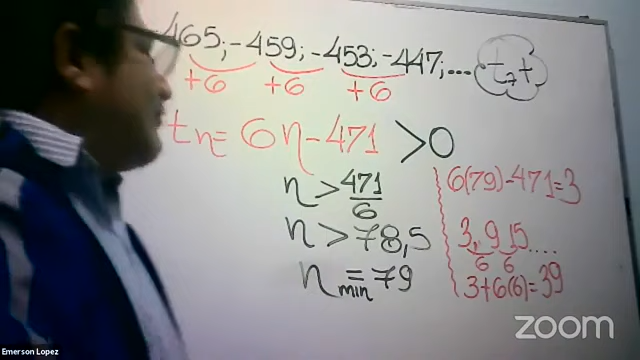 -465; -459; -453; -447; ...
+6 +6 +6
tn = 6n - 471 > 0
n > 471/6
n > 78,5
n min = 79
6(79) - 471 = 3
3, 9 15 ....
6 6
3 + 6(6) = 39
zoom
Emerson Lopez